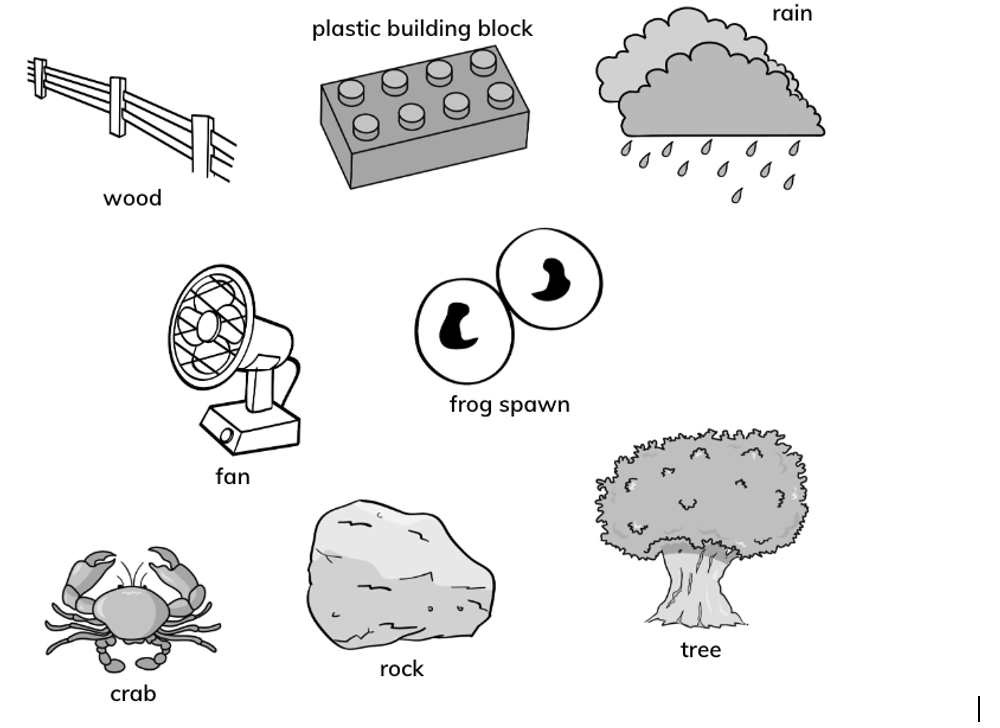 plastic building block
rain
wood
frog spawn
fan
tree
rock
crab